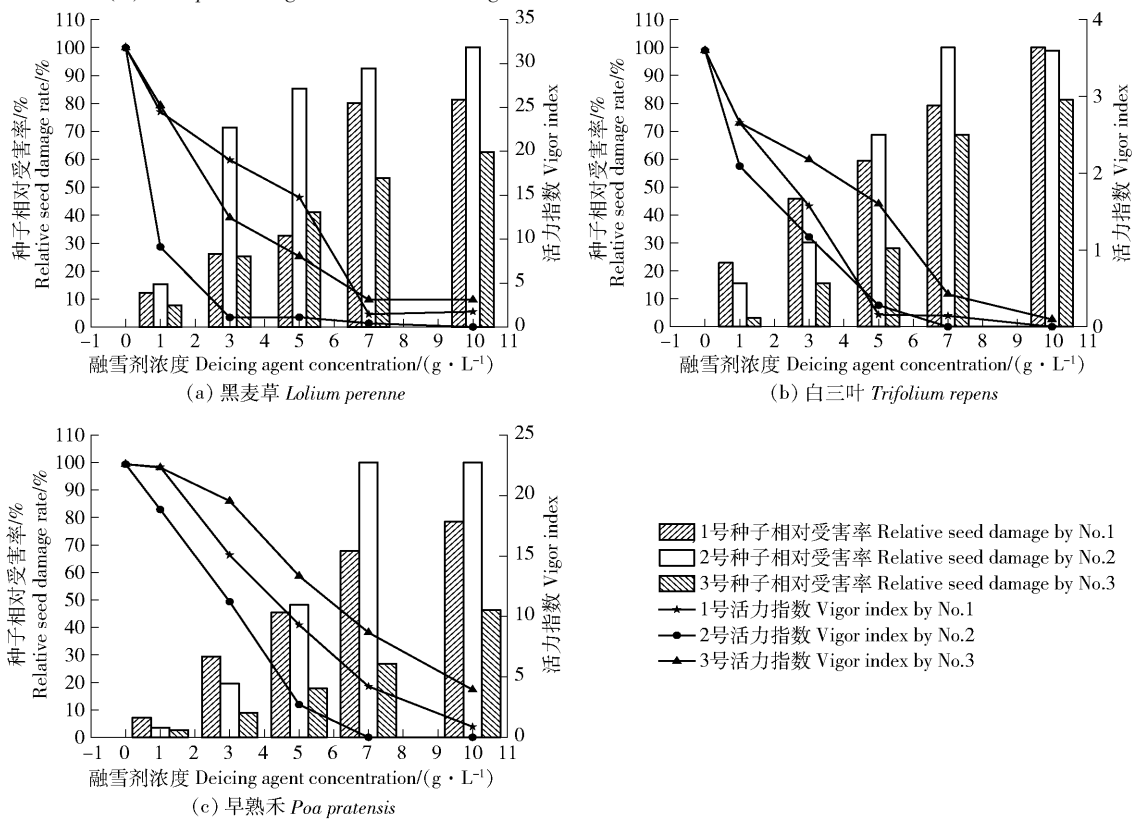 110
100
90
80
70
60
50
40
30
20
10
0
种子相对受害率/%
Relative seed damage rate/%
35
30
25
20
15
10
5
0
活力指数 Vigor index
−1 0 1 2 3 4 5 6 7 8 9 10 11
融雪剂浓度 Deicing agent concentration/(g·L⁻¹)
(a) 黑麦草 Lolium perenne
110
100
90
80
70
60
50
40
30
20
10
0
种子相对受害率/%
Relative seed damage rate/%
4
3
2
1
0
活力指数 Vigor index
−1 0 1 2 3 4 5 6 7 8 9 10 11
融雪剂浓度 Deicing agent concentration/(g·L⁻¹)
(b) 白三叶 Trifolium repens
110
100
90
80
70
60
50
40
30
20
10
0
种子相对受害率/%
Relative seed damage rate/%
25
20
15
10
5
0
活力指数 Vigor index
−1 0 1 2 3 4 5 6 7 8 9 10 11
融雪剂浓度 Deicing agent concentration/(g·L⁻¹)
(c) 早熟禾 Poa pratensis
1号种子相对受害率 Relative seed damage by No.1
2号种子相对受害率 Relative seed damage by No.2
3号种子相对受害率 Relative seed damage by No.3
1号活力指数 Vigor index by No.1
2号活力指数 Vigor index by No.2
3号活力指数 Vigor index by No.3